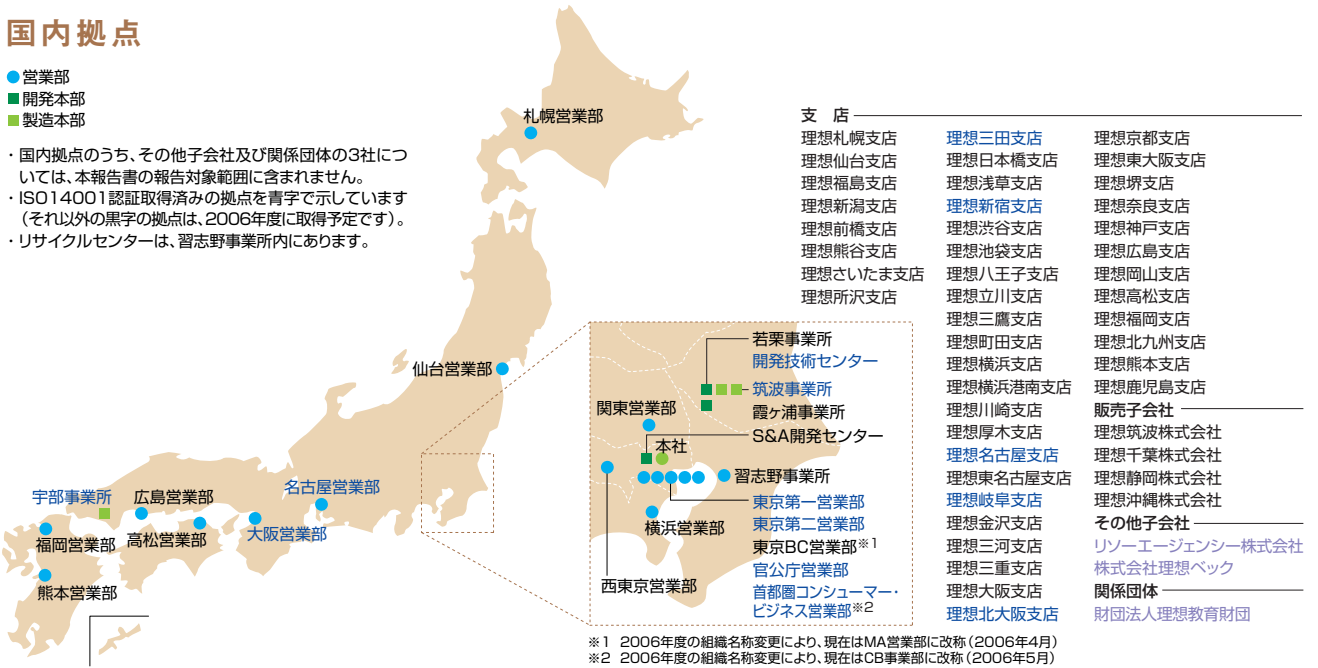 国内拠点
営業部
開発本部
製造本部
・国内拠点のうち、その他子会社及び関係団体の3社につ
いては、本報告書の報告対象範囲に含まれません。
・ISO14001認証取得済みの拠点を青字で示しています
（それ以外の黒字の拠点は、2006年度に取得予定です）。
・リサイクルセンターは、習志野事業所内にあります。
札幌営業部
仙台営業部
名古屋営業部
大阪営業部
宇部事業所
広島営業部
高松営業部
福岡営業部
熊本営業部
若栗事業所
開発技術センター
筑波事業所
霞ヶ浦事業所
関東営業部
S&A開発センター
本社
習志野事業所
東京第一営業部
東京第二営業部
東京BC営業部※1
官公庁営業部
首都圏コンシューマー・
ビジネス営業部※2
横浜営業部
西東京営業部
支　店
理想札幌支店
理想仙台支店
理想福島支店
理想新潟支店
理想前橋支店
理想熊谷支店
理想さいたま支店
理想所沢支店
理想三田支店
理想日本橋支店
理想浅草支店
理想新宿支店
理想渋谷支店
理想池袋支店
理想八王子支店
理想立川支店
理想三鷹支店
理想町田支店
理想横浜支店
理想横浜港南支店
理想川崎支店
理想厚木支店
理想名古屋支店
理想東名古屋支店
理想岐阜支店
理想金沢支店
理想三河支店
理想三重支店
理想大阪支店
理想北大阪支店
理想京都支店
理想東大阪支店
理想堺支店
理想奈良支店
理想神戸支店
理想広島支店
理想岡山支店
理想高松支店
理想福岡支店
理想北九州支店
理想熊本支店
理想鹿児島支店
販売子会社
理想筑波株式会社
理想千葉株式会社
理想静岡株式会社
理想沖縄株式会社
その他子会社
リソーエージェンシー株式会社
株式会社理想ベック
関係団体
財団法人理想教育財団
※1 2006年度の組織名称変更により、現在はMA営業部に改称（2006年4月）
※2 2006年度の組織名称変更により、現在はCB事業部に改称（2006年5月）